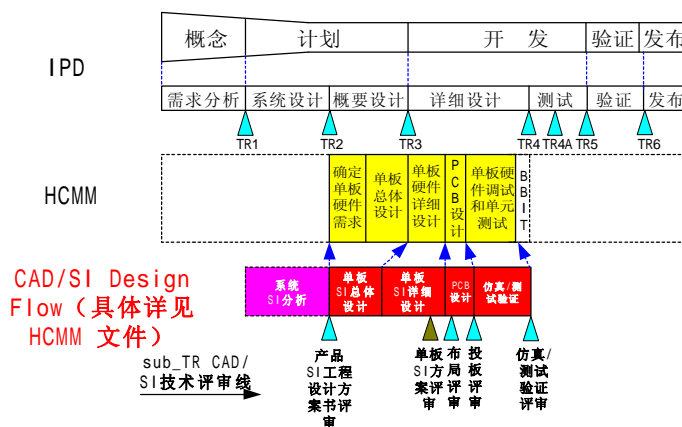 IPD
概念
计划
开 发
验证
发布
需求分析
系统设计
概要设计
详细设计
测试
验证
发布
TR1
TR2
TR3
TR4
TR4A
TR5
TR6
HCMM
确定
单板
硬件
需求
单板
总体
设计
单板
硬件
详细
设计
P
C
B
设
计
单板硬
件调试
和单元
测试
B
B
I
T
CAD/SI Design
Flow（具体详见
HCMM 文件）
系统
SI分析
单板
SI总体
设计
单板
SI详细
设计
PCB
设计
仿真/测
试验证
sub_TR CAD/
SI技术评审线
产品
SI工程
设计方
案书评
审
单板
SI方
案评
审
布
局
评
审
投
板
评
审
仿真/
测试
验证
评审